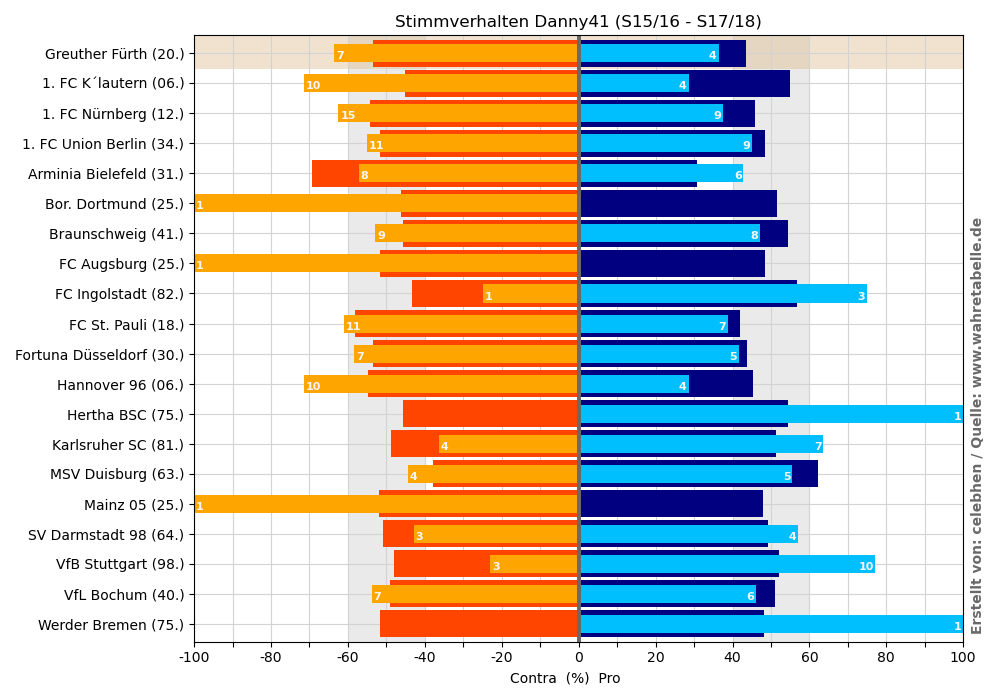 Stimmverhalten Danny41 (S15/16 - S17/18)
Greuther Fürth (20.) 7 4
1. FC K´lautern (06.) 10 4
1. FC Nürnberg (12.) 15 9
1. FC Union Berlin (34.) 11 9
Arminia Bielefeld (31.) 8 6
Bor. Dortmund (25.) 1
Braunschweig (41.) 9 8
FC Augsburg (25.) 1
FC Ingolstadt (82.) 1 3
FC St. Pauli (18.) 11 7
Fortuna Düsseldorf (30.) 7 5
Hannover 96 (06.) 10 4
Hertha BSC (75.) 1
Karlsruher SC (81.) 4 7
MSV Duisburg (63.) 4 5
Mainz 05 (25.) 1
SV Darmstadt 98 (64.) 3 4
VfB Stuttgart (98.) 3 10
VfL Bochum (40.) 7 6
Werder Bremen (75.) 1
-100 -80 -60 -40 -20 0 20 40 60 80 100
Contra (%) Pro
Erstellt von: celebhen / Quelle: www.wahretabelle.de